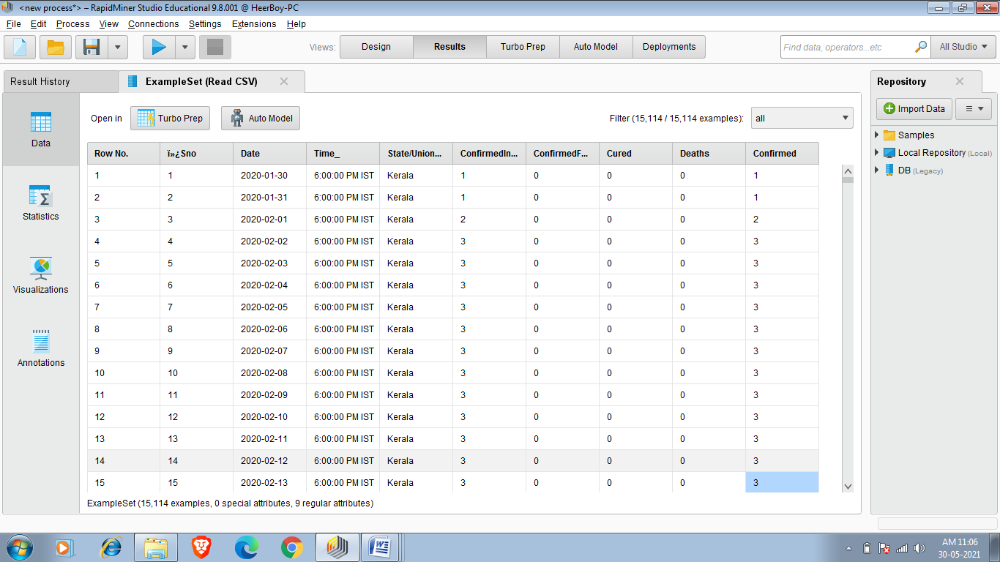 <new process*> – RapidMiner Studio Educational 9.8.001 @ HeerBoy-PC
File Edit Process View Connections Settings Extensions Help
Views: Design Results Turbo Prep Auto Model Deployments Find data, operators...etc All Studio
Result History ExampleSet (Read CSV) Repository
Open in Turbo Prep Auto Model Filter (15,114 / 15,114 examples): all Import Data
Data
Statistics
Visualizations
Annotations
Samples
Local Repository (Local)
DB (Legacy)
Row No. ï»¿Sno Date Time_ State/Union... ConfirmedIn... ConfirmedF... Cured Deaths Confirmed
1 1 2020-01-30 6:00:00 PM IST Kerala 1 0 0 0 1
2 2 2020-01-31 6:00:00 PM IST Kerala 1 0 0 0 1
3 3 2020-02-01 6:00:00 PM IST Kerala 2 0 0 0 2
4 4 2020-02-02 6:00:00 PM IST Kerala 3 0 0 0 3
5 5 2020-02-03 6:00:00 PM IST Kerala 3 0 0 0 3
6 6 2020-02-04 6:00:00 PM IST Kerala 3 0 0 0 3
7 7 2020-02-05 6:00:00 PM IST Kerala 3 0 0 0 3
8 8 2020-02-06 6:00:00 PM IST Kerala 3 0 0 0 3
9 9 2020-02-07 6:00:00 PM IST Kerala 3 0 0 0 3
10 10 2020-02-08 6:00:00 PM IST Kerala 3 0 0 0 3
11 11 2020-02-09 6:00:00 PM IST Kerala 3 0 0 0 3
12 12 2020-02-10 6:00:00 PM IST Kerala 3 0 0 0 3
13 13 2020-02-11 6:00:00 PM IST Kerala 3 0 0 0 3
14 14 2020-02-12 6:00:00 PM IST Kerala 3 0 0 0 3
15 15 2020-02-13 6:00:00 PM IST Kerala 3 0 0 0 3
ExampleSet (15,114 examples, 0 special attributes, 9 regular attributes)
AM 11:06
30-05-2021